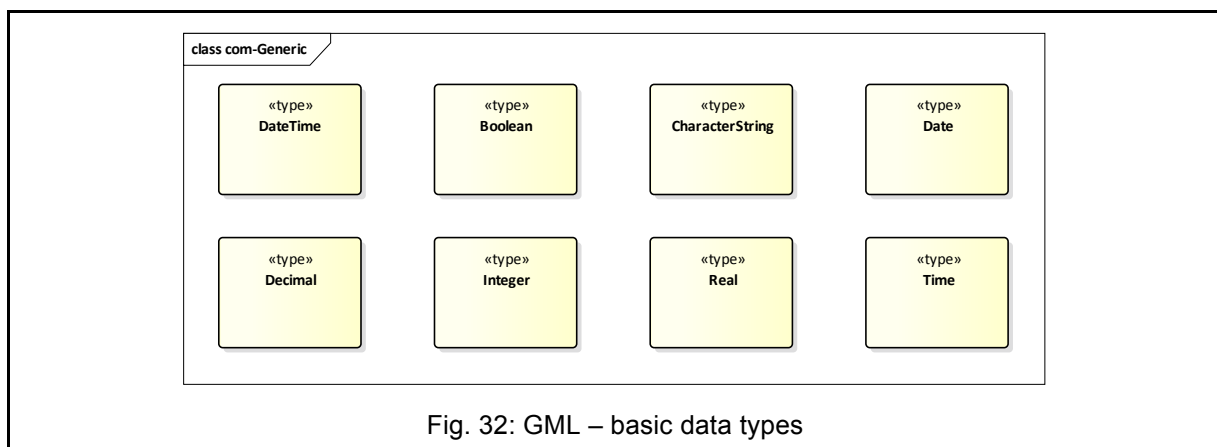 class com-Generic
«type» «type» «type» «type»
DateTime Boolean CharacterString Date
«type» «type» «type» «type»
Decimal Integer Real Time
Fig. 32: GML – basic data types